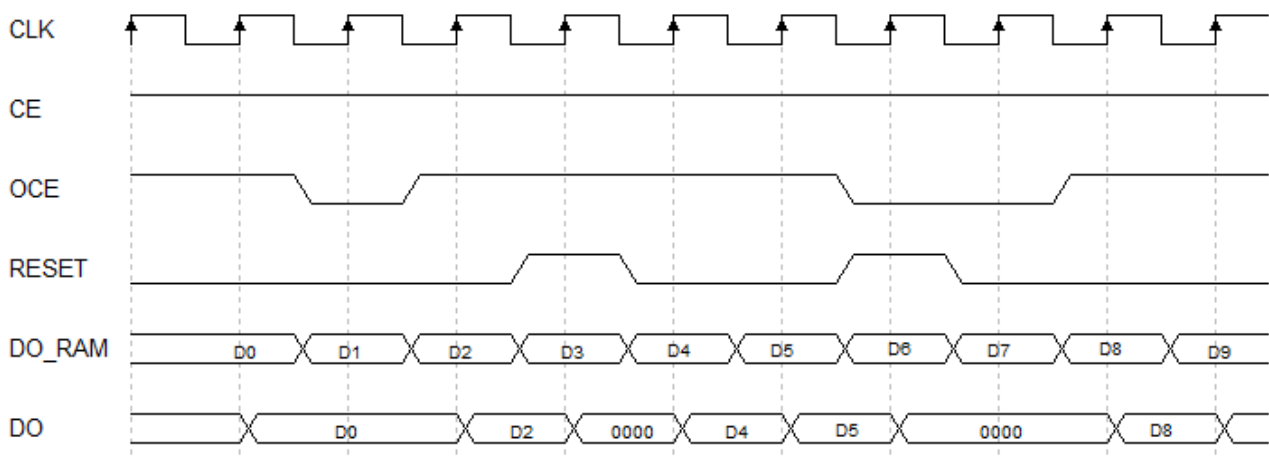 CLK
CE
OCE
RESET
DO_RAM D0 D1 D2 D3 D4 D5 D6 D7 D8 D9
DO D0 D2 0000 D4 D5 0000 D8